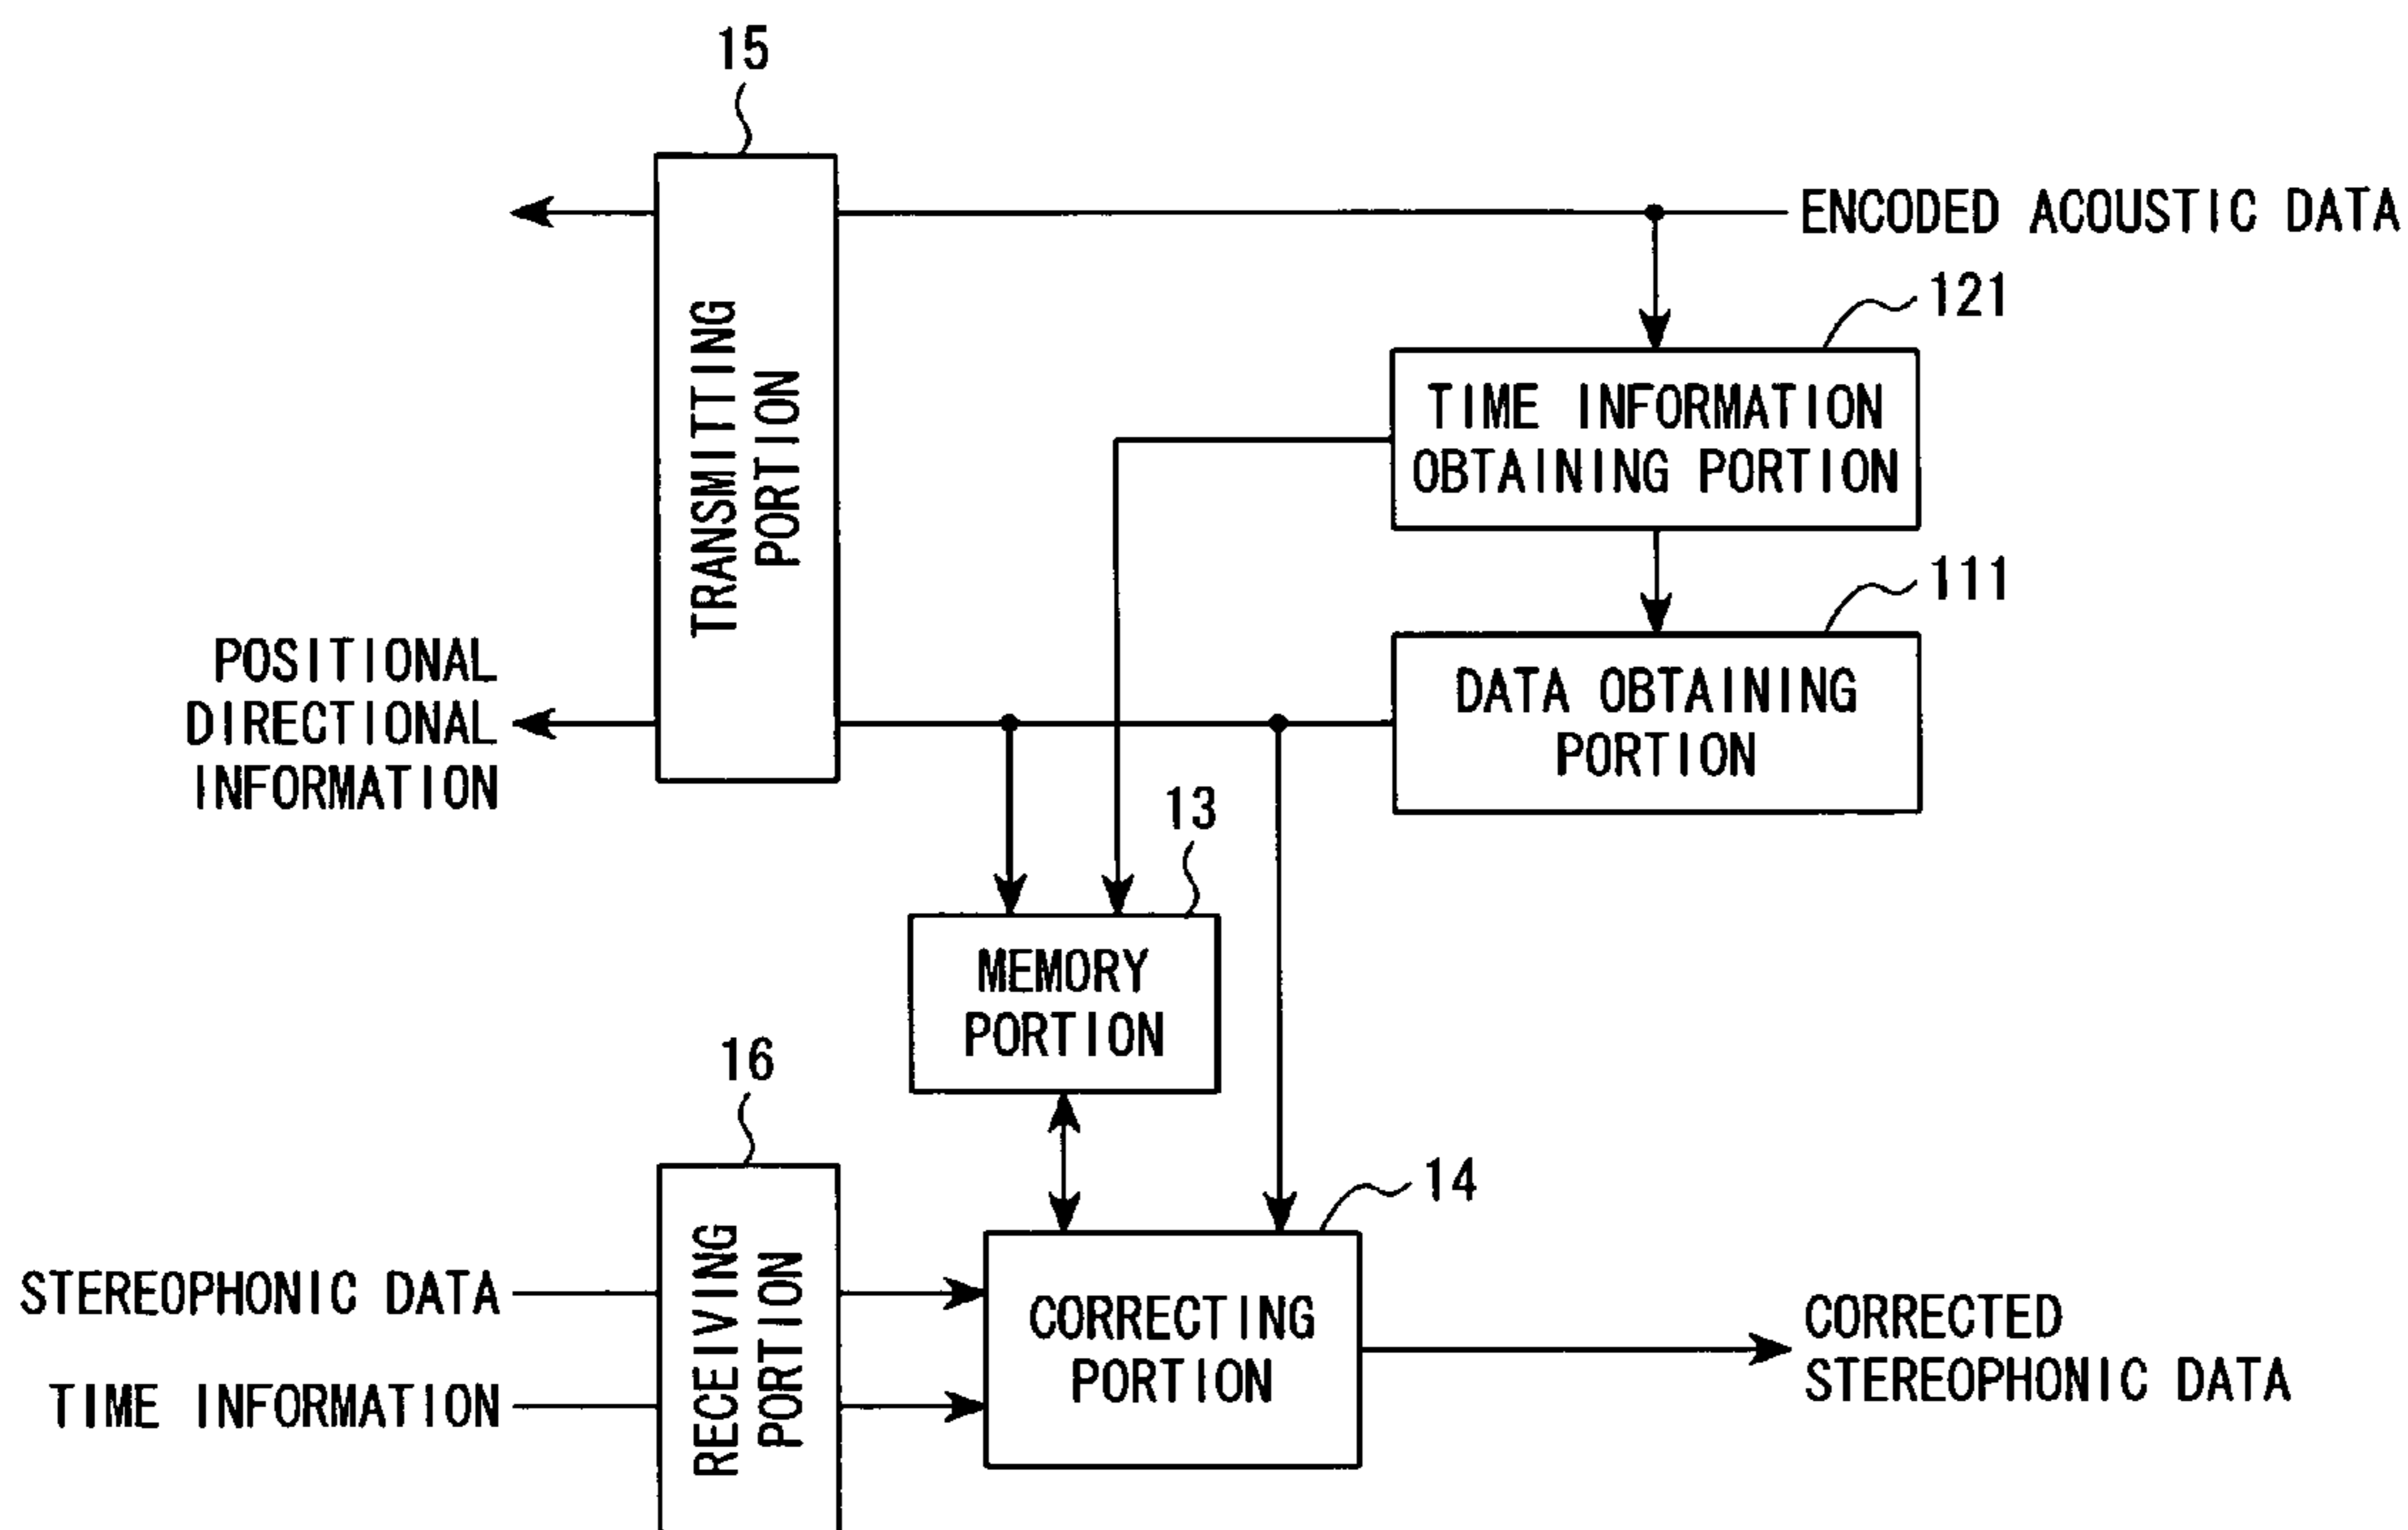 15
ENCODED ACOUSTIC DATA
121
TRANSMITTING
PORTION
TIME INFORMATION
OBTAINING PORTION
111
POSITIONAL
DIRECTIONAL
INFORMATION
DATA OBTAINING
PORTION
13
MEMORY
PORTION
16
14
STEREOPHONIC DATA
TIME INFORMATION
RECEIVING
PORTION
CORRECTING
PORTION
CORRECTED
STEREOPHONIC DATA